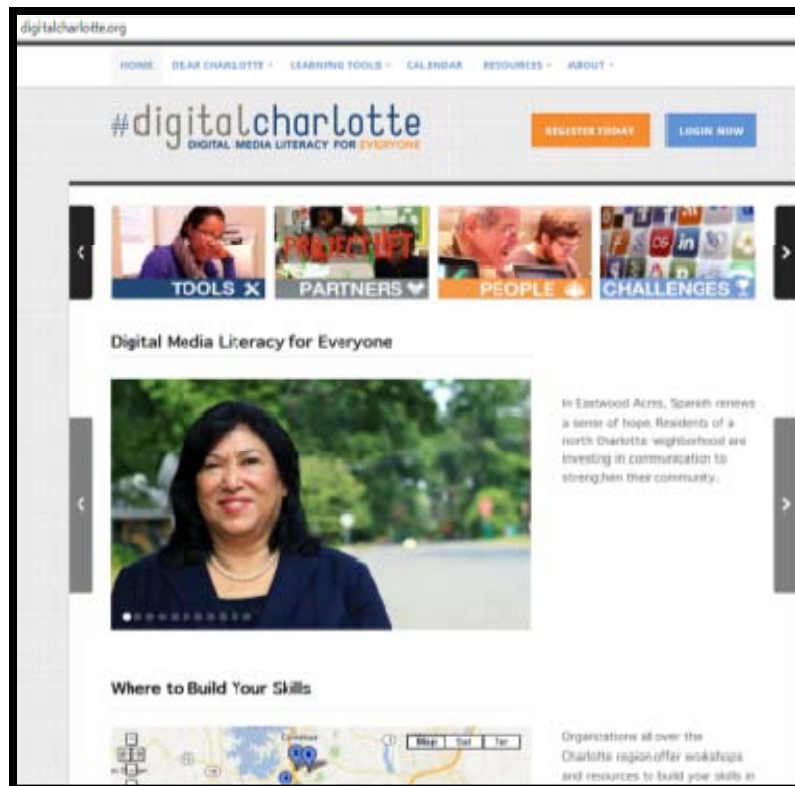 digitalcharlotte.org
HOME DEAR CHARLOTTE LEARNING TOOLS CALENDAR RESOURCES ABOUT
#digitalcharlotte
DIGITAL MEDIA LITERACY FOR EVERYONE
REGISTER TODAY LOGIN NOW
PROJECT LIFT
in
TOOLS PARTNERS PEOPLE CHALLENGES
Digital Media Literacy for Everyone
In Eastwood Acres, Spanish renews
a sense of hope. Residents of a
north Charlotte neighborhood are
investing in communication to
strengthen their community.
Where to Build Your Skills
Map Sat Ter
Organizations all over the
Charlotte region offer workshops
and resources to build your skills in